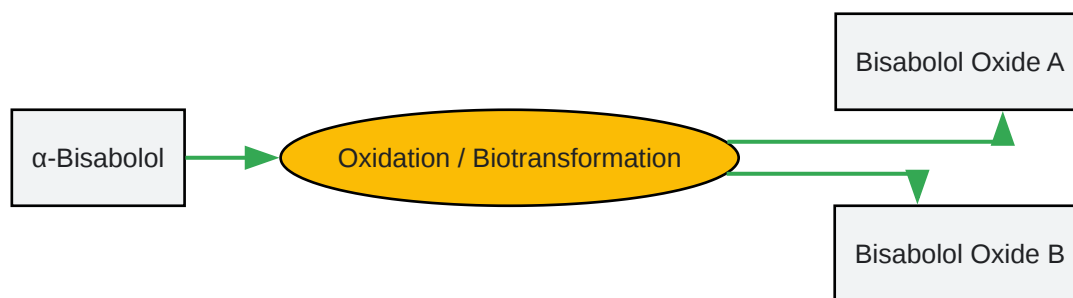 Bisabolol Oxide A
α-Bisabolol
Oxidation / Biotransformation
Bisabolol Oxide B